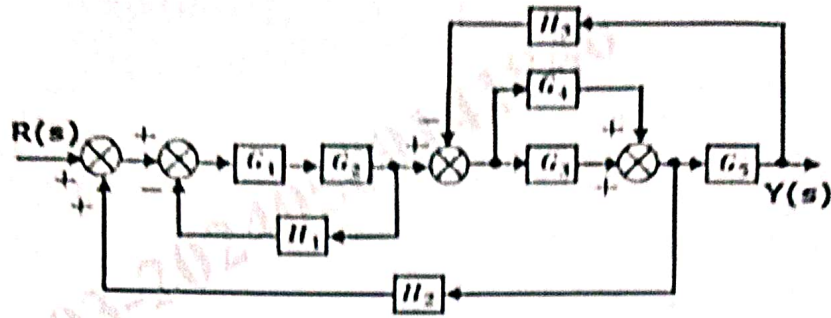 H₃
G₄
R(s) + + + − G₁ G₂ + − G₃ + + G₅ Y(s)
H₁
H₂